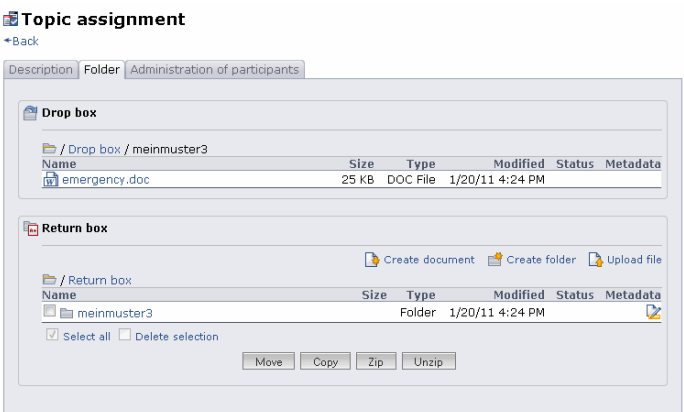 Topic assignment
Back
Description Folder Administration of participants
Drop box
/ Drop box / meinmuster3
Name Size Type Modified Status Metadata
emergency.doc 25 KB DOC File 1/20/11 4:24 PM
Return box
Create document Create folder Upload file
/ Return box
Name Size Type Modified Status Metadata
meinmuster3 Folder 1/20/11 4:24 PM
Select all Delete selection
Move Copy Zip Unzip